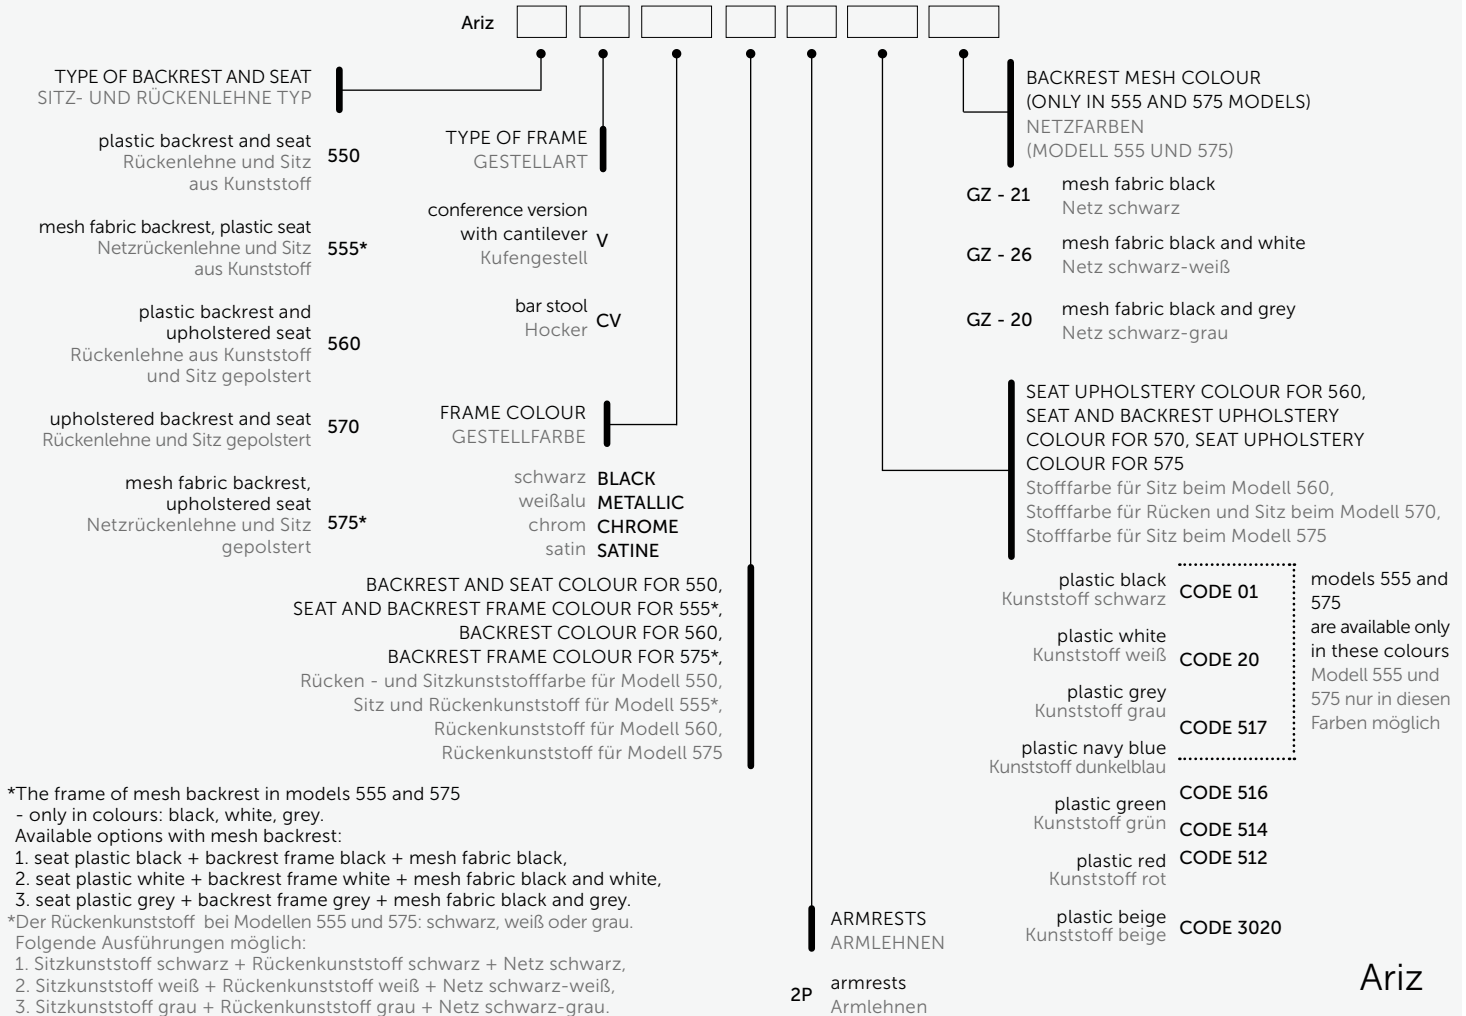 Ariz
TYPE OF BACKREST AND SEAT
SITZ- UND RÜCKENLEHNE TYP
plastic backrest and seat
Rückenlehne und Sitz
aus Kunststoff
550
mesh fabric backrest, plastic seat
Netzrückenlehne und Sitz
aus Kunststoff
555*
plastic backrest and
upholstered seat
Rückenlehne aus Kunststoff
und Sitz gepolstert
560
upholstered backrest and seat
Rückenlehne und Sitz gepolstert
570
mesh fabric backrest,
upholstered seat
Netzrückenlehne und Sitz
gepolstert
575*
TYPE OF FRAME
GESTELLART
conference version
with cantilever
Kufengestell
V
bar stool
Hocker
CV
FRAME COLOUR
GESTELLFARBE
schwarz BLACK
weißalu METALLIC
chrom CHROME
satin SATINE
BACKREST AND SEAT COLOUR FOR 550,
SEAT AND BACKREST FRAME COLOUR FOR 555*,
BACKREST COLOUR FOR 560,
BACKREST FRAME COLOUR FOR 575*,
Rücken - und Sitzkunststofffarbe für Modell 550,
Sitz und Rückenkunststoff für Modell 555*,
Rückenkunststoff für Modell 560,
Rückenkunststoff für Modell 575
*The frame of mesh backrest in models 555 and 575
- only in colours: black, white, grey.
Available options with mesh backrest:
1. seat plastic black + backrest frame black + mesh fabric black,
2. seat plastic white + backrest frame white + mesh fabric black and white,
3. seat plastic grey + backrest frame grey + mesh fabric black and grey.
*Der Rückenkunststoff bei Modellen 555 und 575: schwarz, weiß oder grau.
Folgende Ausführungen möglich:
1. Sitzkunststoff schwarz + Rückenkunststoff schwarz + Netz schwarz,
2. Sitzkunststoff weiß + Rückenkunststoff weiß + Netz schwarz-weiß,
3. Sitzkunststoff grau + Rückenkunststoff grau + Netz schwarz-grau.
ARMRESTS
ARMLEHNEN
2P
armrests
Armlehnen
BACKREST MESH COLOUR
(ONLY IN 555 AND 575 MODELS)
NETZFARBEN
(MODELL 555 UND 575)
GZ - 21
mesh fabric black
Netz schwarz
GZ - 26
mesh fabric black and white
Netz schwarz-weiß
GZ - 20
mesh fabric black and grey
Netz schwarz-grau
SEAT UPHOLSTERY COLOUR FOR 560,
SEAT AND BACKREST UPHOLSTERY
COLOUR FOR 570, SEAT UPHOLSTERY
COLOUR FOR 575
Stofffarbe für Sitz beim Modell 560,
Stofffarbe für Rücken und Sitz beim Modell 570,
Stofffarbe für Sitz beim Modell 575
plastic black
Kunststoff schwarz
CODE 01
plastic white
Kunststoff weiß
CODE 20
plastic grey
Kunststoff grau
CODE 517
plastic navy blue
Kunststoff dunkelblau
CODE 516
plastic green
Kunststoff grün
CODE 514
plastic red
Kunststoff rot
CODE 512
plastic beige
Kunststoff beige
CODE 3020
models 555 and
575
are available only
in these colours
Modell 555 und
575 nur in diesen
Farben möglich
Ariz